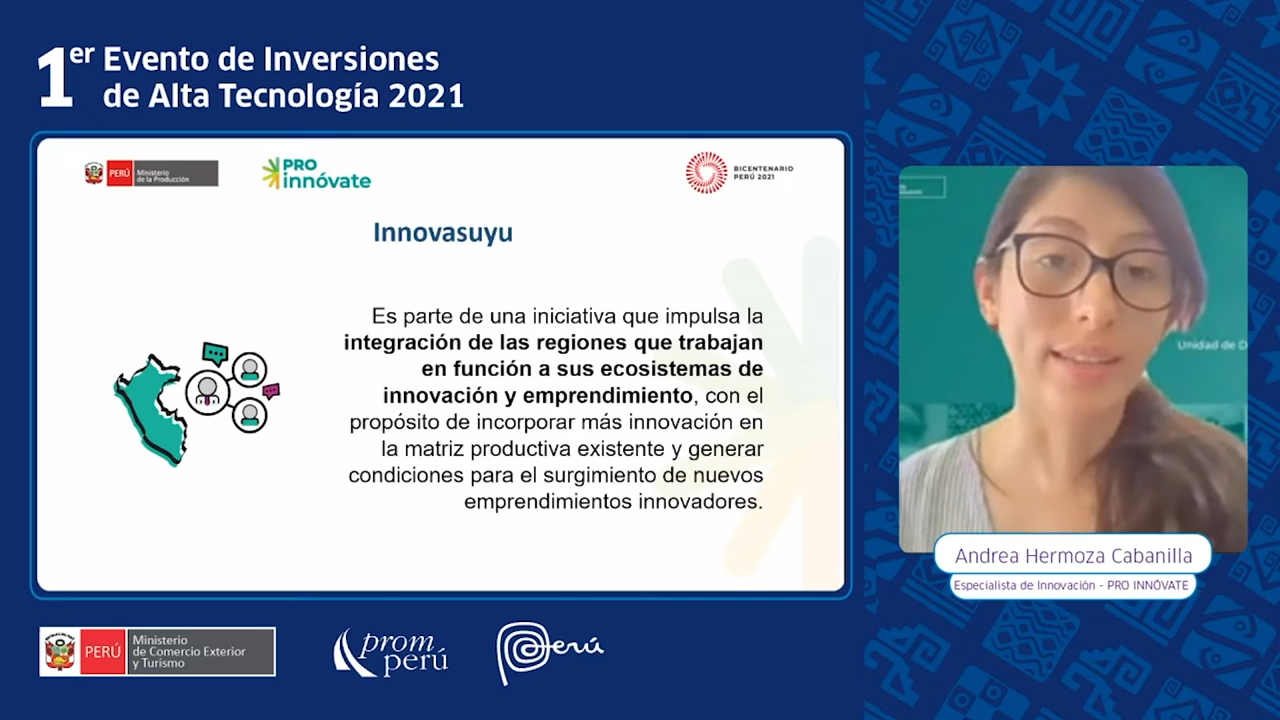 1er Evento de Inversiones
de Alta Tecnología 2021
PERÚ
Ministerio
de la Producción
PRO
innóvate
BICENTENARIO
PERÚ 2021
Innovasuyu
Es parte de una iniciativa que impulsa la
integración de las regiones que trabajan
en función a sus ecosistemas de
innovación y emprendimiento, con el
propósito de incorporar más innovación en
la matriz productiva existente y generar
condiciones para el surgimiento de nuevos
emprendimientos innovadores.
Unidad de D
Andrea Hermoza Cabanilla
Especialista de Innovación - PRO INNÓVATE
PERÚ
Ministerio
de Comercio Exterior
y Turismo
prom
perú
Perú